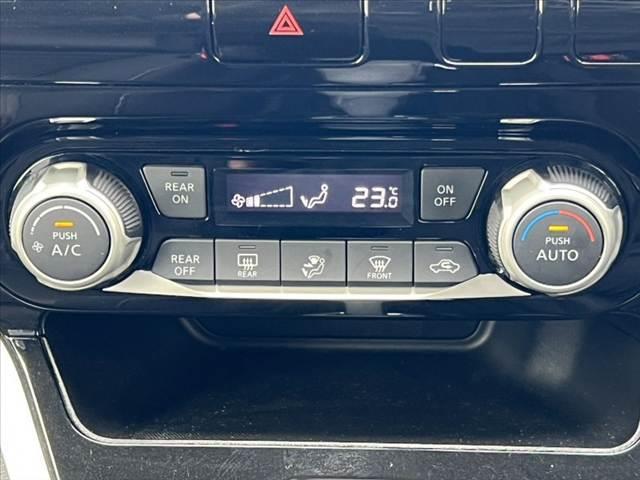 REAR
ON
23.0 °C
ON
OFF
PUSH
A/C
REAR
OFF
REAR
FRONT
PUSH
AUTO